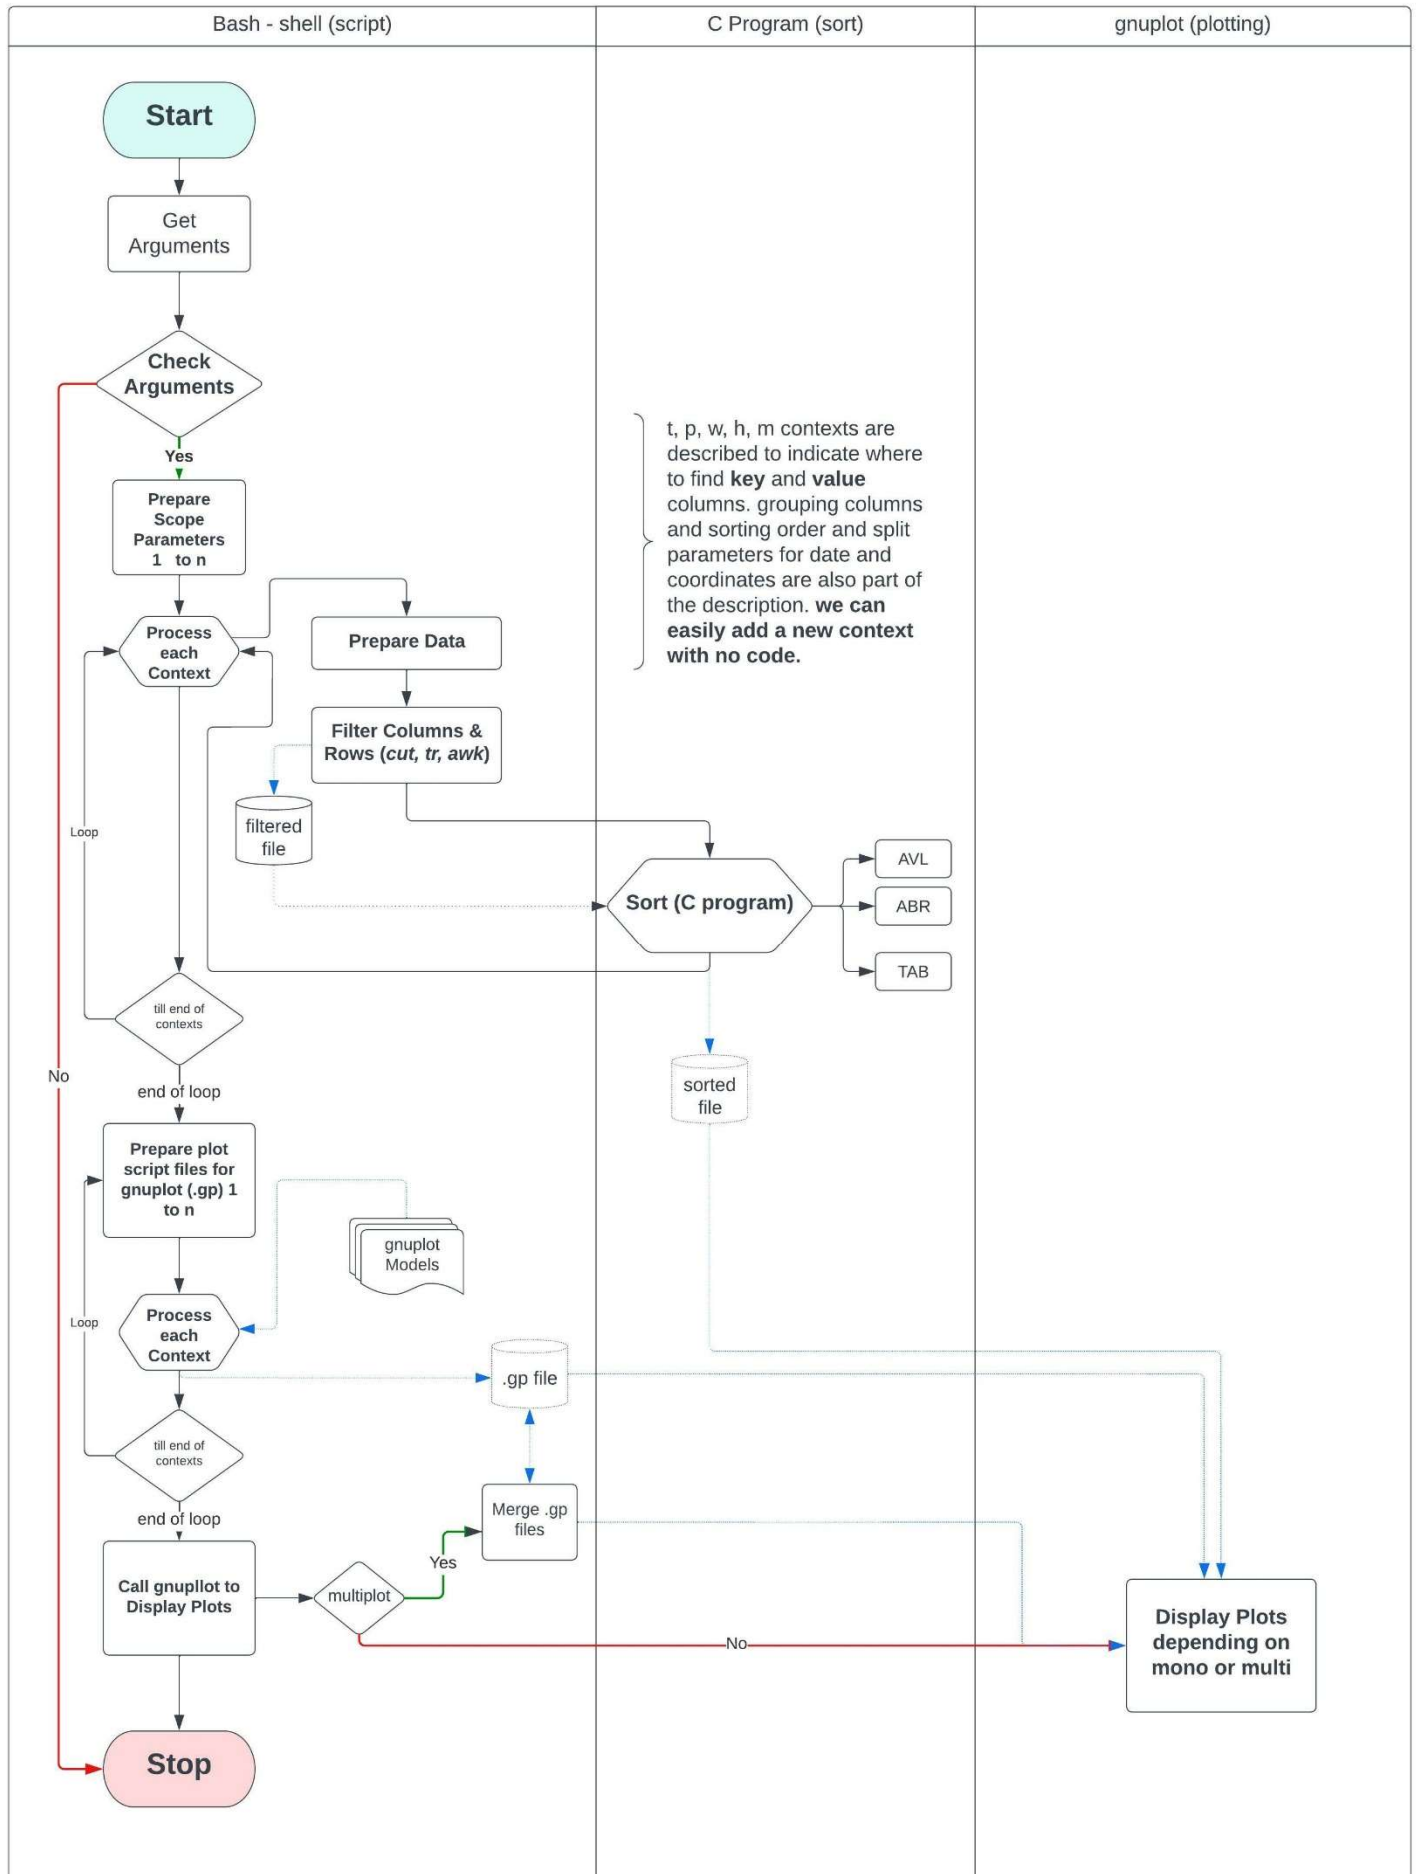 Bash - shell (script)
C Program (sort)
gnuplot (plotting)
Start
Get
Arguments
Check
Arguments
Yes
Prepare
Scope
Parameters
1 to n
Process
each
Context
Prepare Data
Filter Columns &
Rows (cut, tr, awk)
filtered
file
Loop
t, p, w, h, m contexts are
described to indicate where
to find key and value
columns. grouping columns
and sorting order and split
parameters for date and
coordinates are also part of
the description. we can
easily add a new context
with no code.
Sort (C program)
AVL
ABR
TAB
till end of
contexts
No
end of loop
sorted
file
Prepare plot
script files for
gnuplot (.gp) 1
to n
gnuplot
Models
Process
each
Context
Loop
.gp file
till end of
contexts
end of loop
Merge .gp
files
Yes
Call gnupllot to
Display Plots
multiplot
No
Display Plots
depending on
mono or multi
Stop